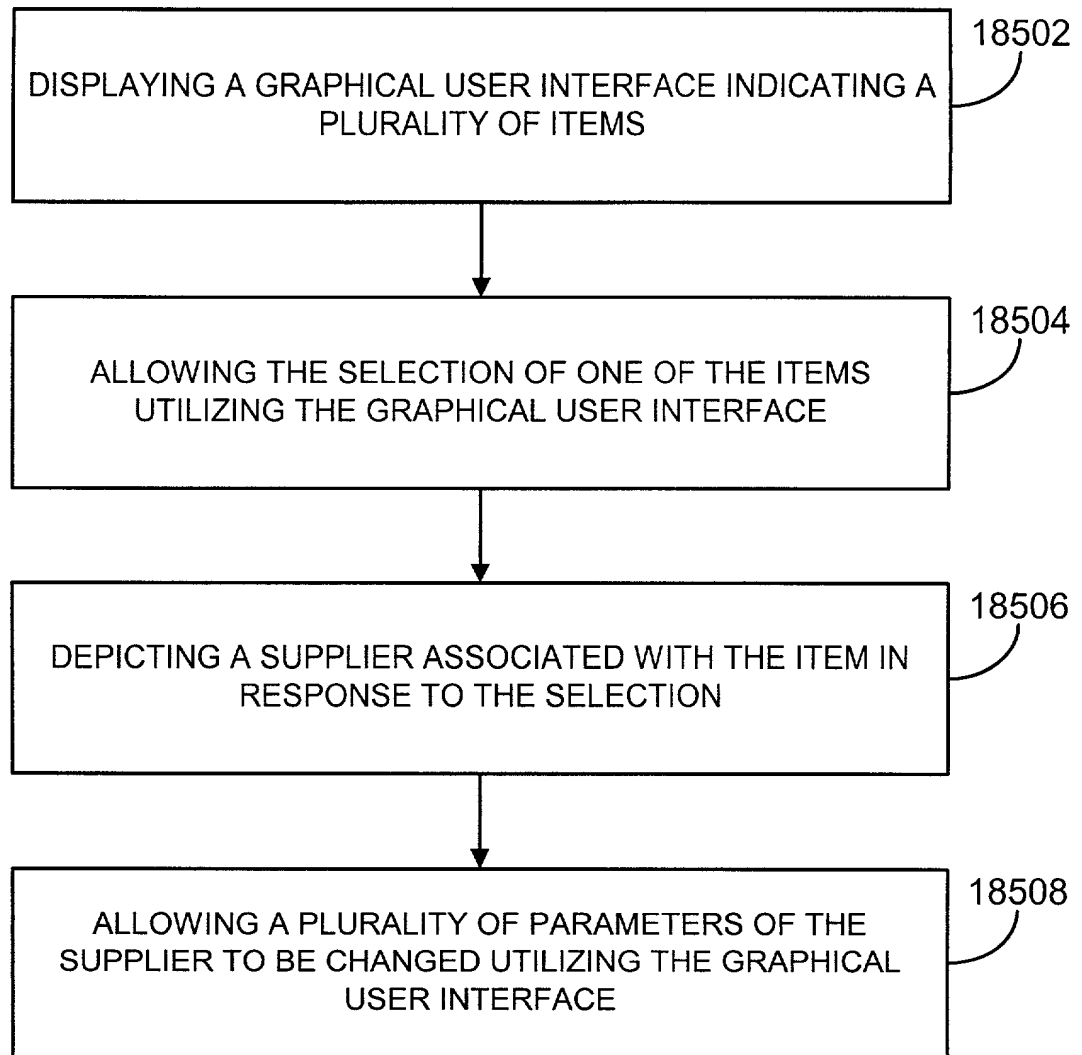 18502
DISPLAYING A GRAPHICAL USER INTERFACE INDICATING A
PLURALITY OF ITEMS
18504
ALLOWING THE SELECTION OF ONE OF THE ITEMS
UTILIZING THE GRAPHICAL USER INTERFACE
18506
DEPICTING A SUPPLIER ASSOCIATED WITH THE ITEM IN
RESPONSE TO THE SELECTION
18508
ALLOWING A PLURALITY OF PARAMETERS OF THE
SUPPLIER TO BE CHANGED UTILIZING THE GRAPHICAL
USER INTERFACE